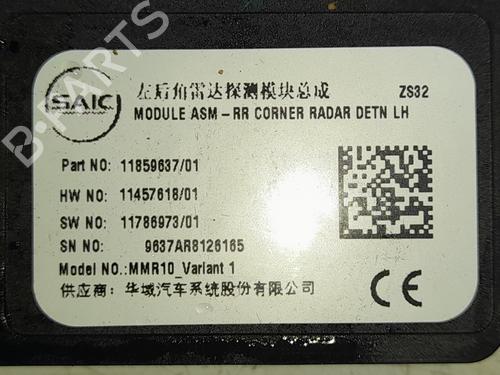 SAIC
左后角雷达探测模块总成 ZS32
MODULE ASM-RR CORNER RADAR DETN LH
Part NO: 11859637/01
HW NO: 11457618/01
SW NO: 11786973/01
SN NO: 9637AR8126165
Model NO.:MMR10_Variant 1
供应商: 华域汽车系统股份有限公司
CE
B-PARTS